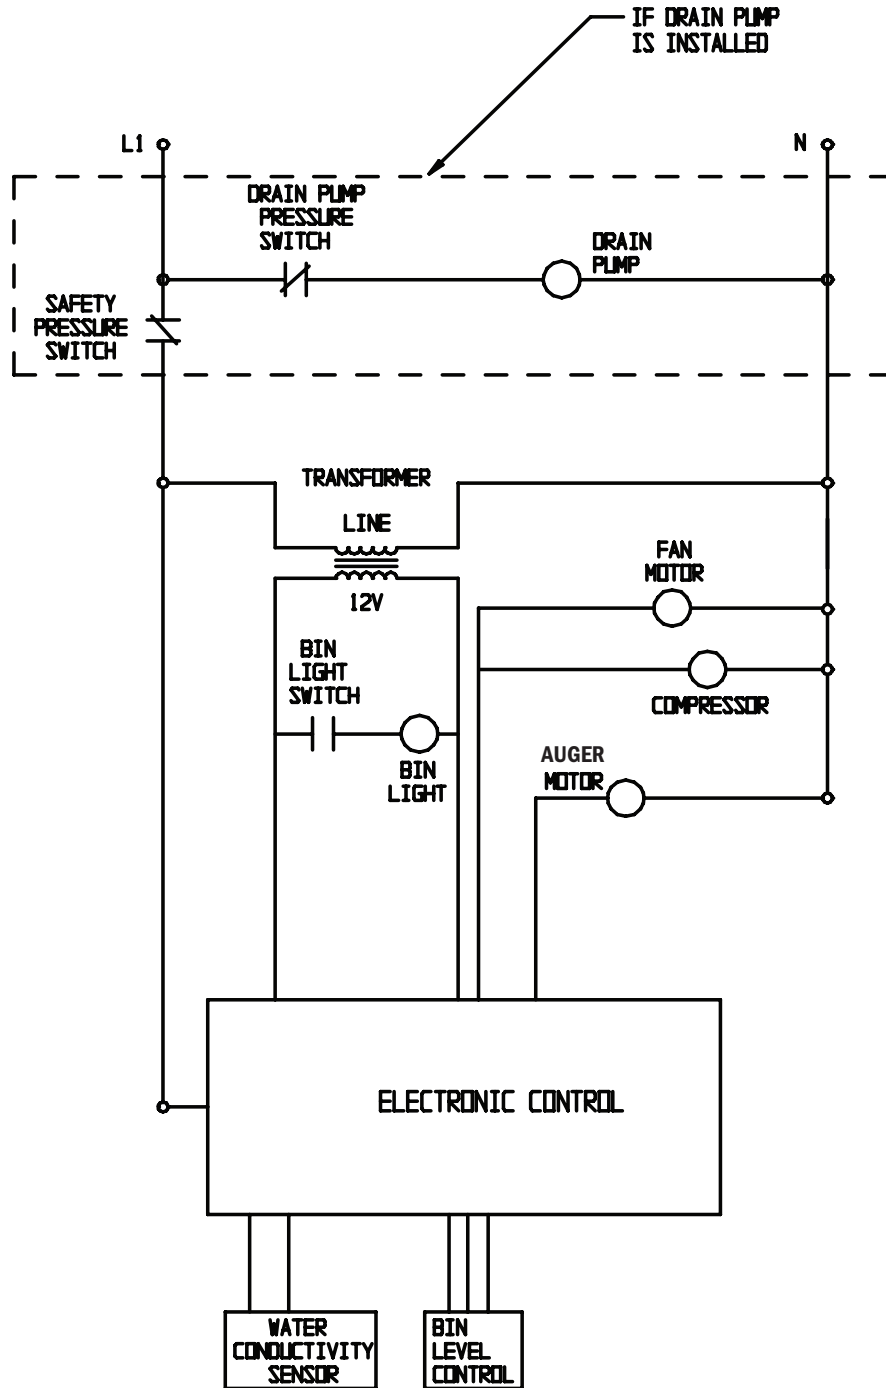 IF DRAIN PUMP
IS INSTALLED
L1
N
DRAIN PUMP
PRESSURE
SWITCH
DRAIN
PUMP
SAFETY
PRESSURE
SWITCH
TRANSFORMER
LINE
12V
FAN
MOTOR
BIN
LIGHT
SWITCH
COMPRESSOR
BIN
LIGHT
AUGER
MOTOR
ELECTRONIC CONTROL
WATER
CONDUCTIVITY
SENSOR
BIN
LEVEL
CONTROL